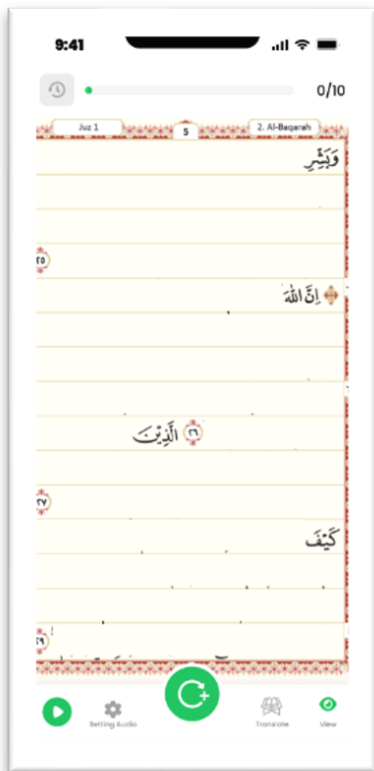 9:41
0/10
Juz 1
5
2. Al-Baqarah
وَبَشِّرِ
٢٥
اِنَّ اللّٰهَ
٢٦ الَّذِيْنَ
٢٧
كَيْفَ
٢٩
Setting Audio
Translate
View